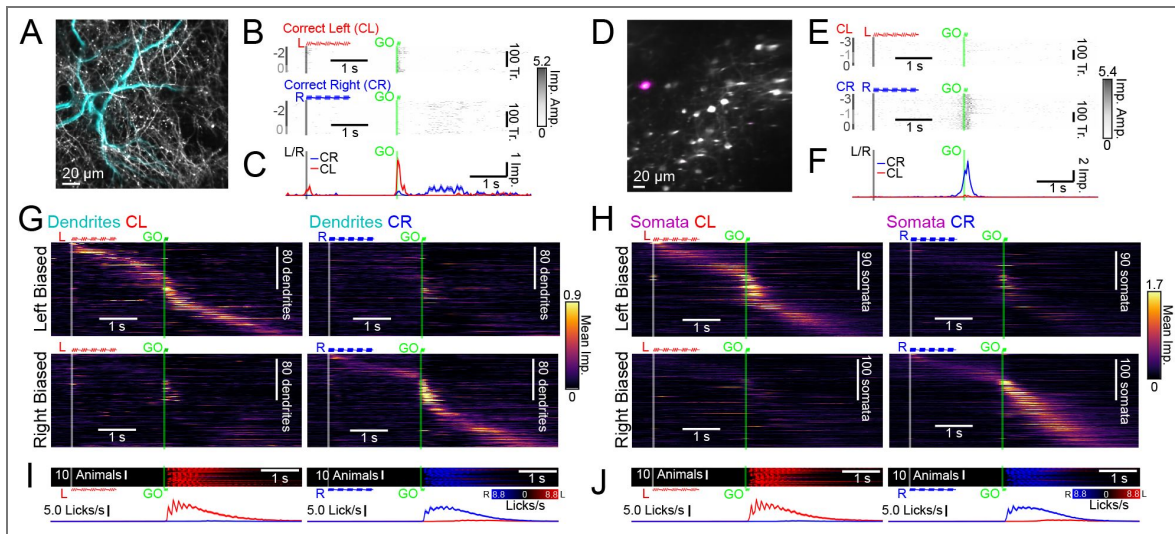 A
20 µm
B
Correct Left (CL)
L
GO
-2
0
1 s
100 Tr.
Correct Right (CR)
R
GO
-2
0
1 s
100 Tr.
5.2
0
Imp. Amp.
C
L/R
CR
CL
GO
1 Imp.
1 s
D
20 µm
E
CL
L
GO
-3
-1
1 s
100 Tr.
CR
R
-3
-1
1 s
100 Tr.
5.4
0
Imp. Amp.
F
L/R
CR
CL
GO
1 s
2 Imp.
G
Dendrites CL
L
GO
Dendrites CR
R
GO
Left Biased
1 s
80 dendrites
1 s
80 dendrites
L
GO
R
GO
Right Biased
1 s
80 dendrites
1 s
80 dendrites
0.9
0
Mean Imp.
H
Somata CL
L
GO
Somata CR
R
GO
Left Biased
1 s
90 somata
1 s
90 somata
L
GO
R
GO
Right Biased
1 s
100 somata
1 s
100 somata
1.7
0
Mean Imp.
I
10 Animals
1 s
10 Animals
1 s
L
GO
R
GO
R 8.8 0 8.8 L
Licks/s
5.0 Licks/s
5.0 Licks/s
J
10 Animals
1 s
10 Animals
1 s
L
GO
R
GO
R 8.8 0 8.8 L
Licks/s
5.0 Licks/s
5.0 Licks/s